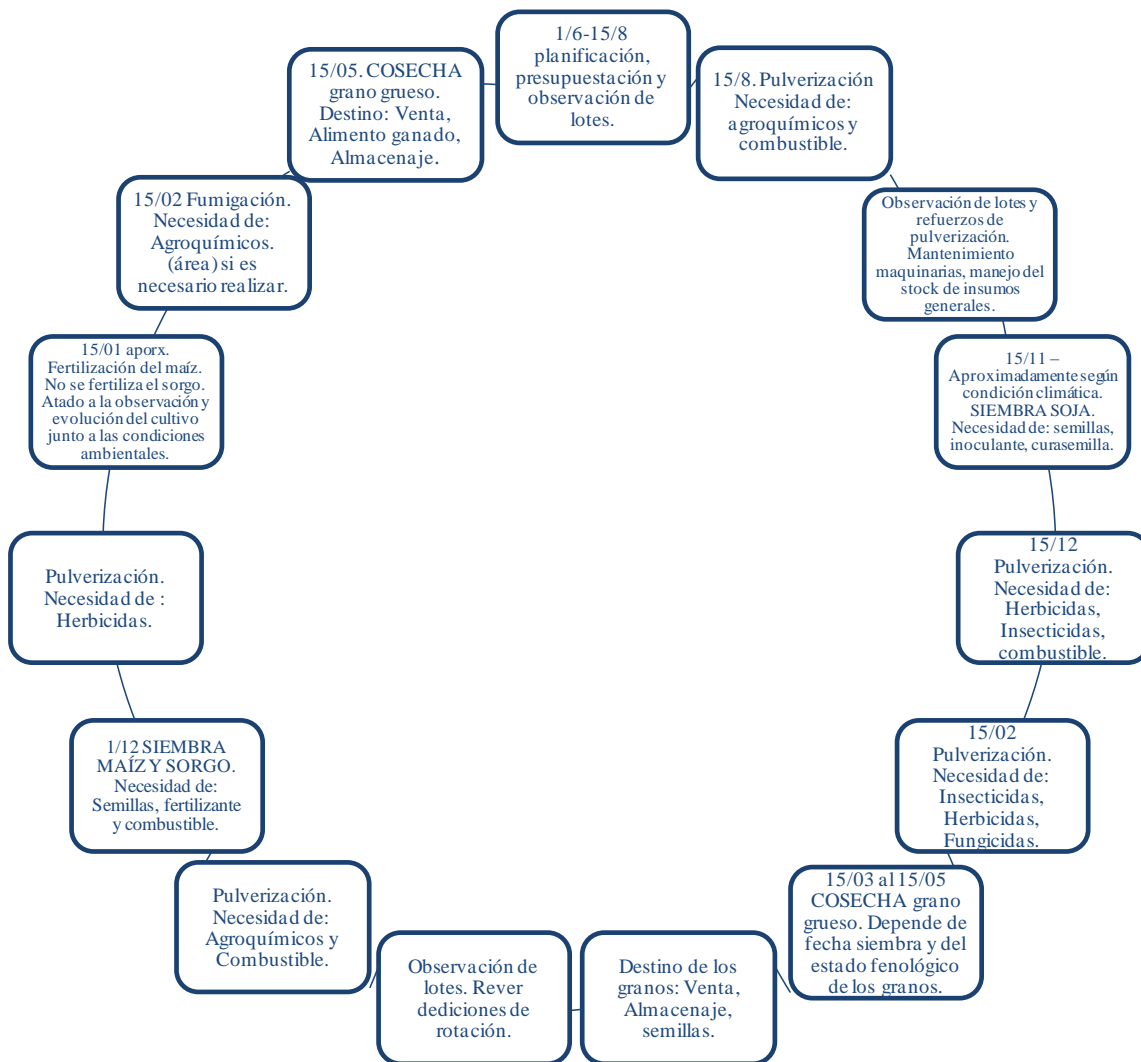 1/6-15/8
planificación,
presupuestación y
observación de
lotes.
15/8. Pulverización
Necesidad de:
agroquímicos y
combustible.
Observación de lotes y
refuerzos de
pulverización.
Mantenimiento
maquinarias, manejo del
stock de insumos
generales.
15/11 –
Aproximadamente según
condición climática.
SIEMBRA SOJA.
Necesidad de: semillas,
inoculante, curasemilla.
15/12
Pulverización.
Necesidad de:
Herbicidas,
Insecticidas,
combustible.
15/02
Pulverización.
Necesidad de:
Insecticidas,
Herbicidas,
Fungicidas.
15/03 al 15/05
COSECHA grano
grueso. Depende de
fecha siembra y del
estado fenológico
de los granos.
Destino de los
granos: Venta,
Almacenaje,
semillas.
Observación de
lotes. Rever
dediciones de
rotación.
Pulverización.
Necesidad de:
Agroquímicos y
Combustible.
1/12 SIEMBRA
MAÍZ Y SORGO.
Necesidad de:
Semillas, fertilizante
y combustible.
Pulverización.
Necesidad de :
Herbicidas.
15/01 aporx.
Fertilización del maíz.
No se fertiliza el sorgo.
Atado a la observación y
evolución del cultivo
junto a las condiciones
ambientales.
15/02 Fumigación.
Necesidad de:
Agroquímicos.
(área) si es
necesario realizar.
15/05. COSECHA
grano grueso.
Destino: Venta,
Alimento ganado,
Almacenaje.